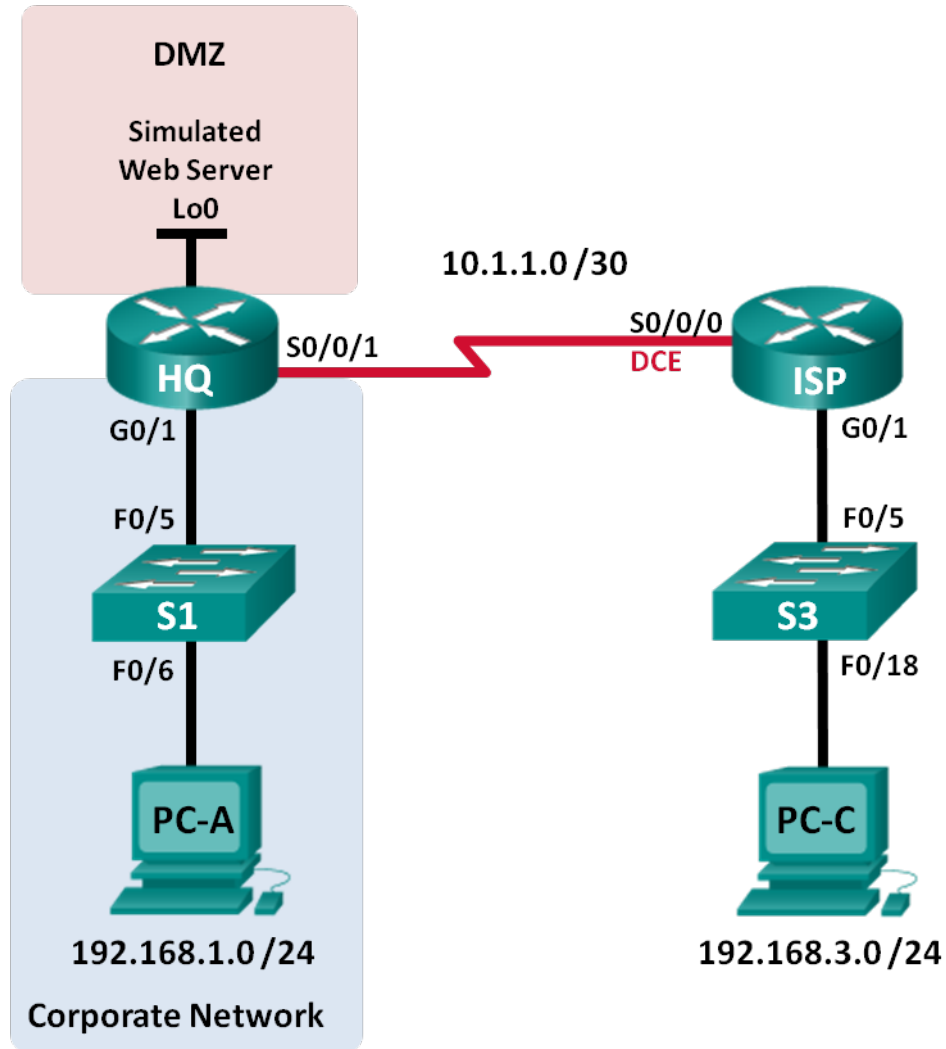 DMZ
Simulated
Web Server
Lo0
10.1.1.0 /30
S0/0/1
S0/0/0
DCE
HQ
ISP
G0/1
G0/1
F0/5
F0/5
S1
S3
F0/6
F0/18
PC-A
PC-C
192.168.1.0 /24
192.168.3.0 /24
Corporate Network